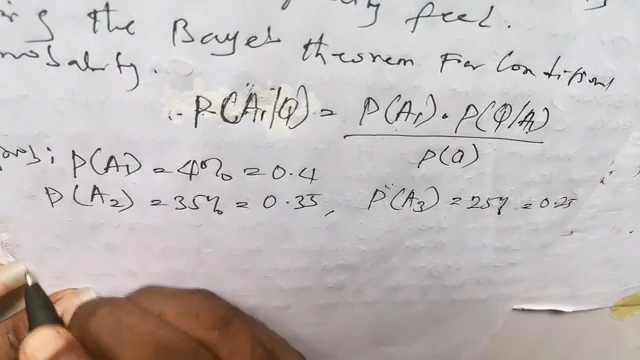 g the Bayes theorem For Conditional
.
∴ P(A₁/Q) = P(A₁) · P(Q/A₁)
P(Q)
P(A₁) = 40% = 0.4
P(A₂) = 35% = 0.35, P(A₃) = 25% = 0.25